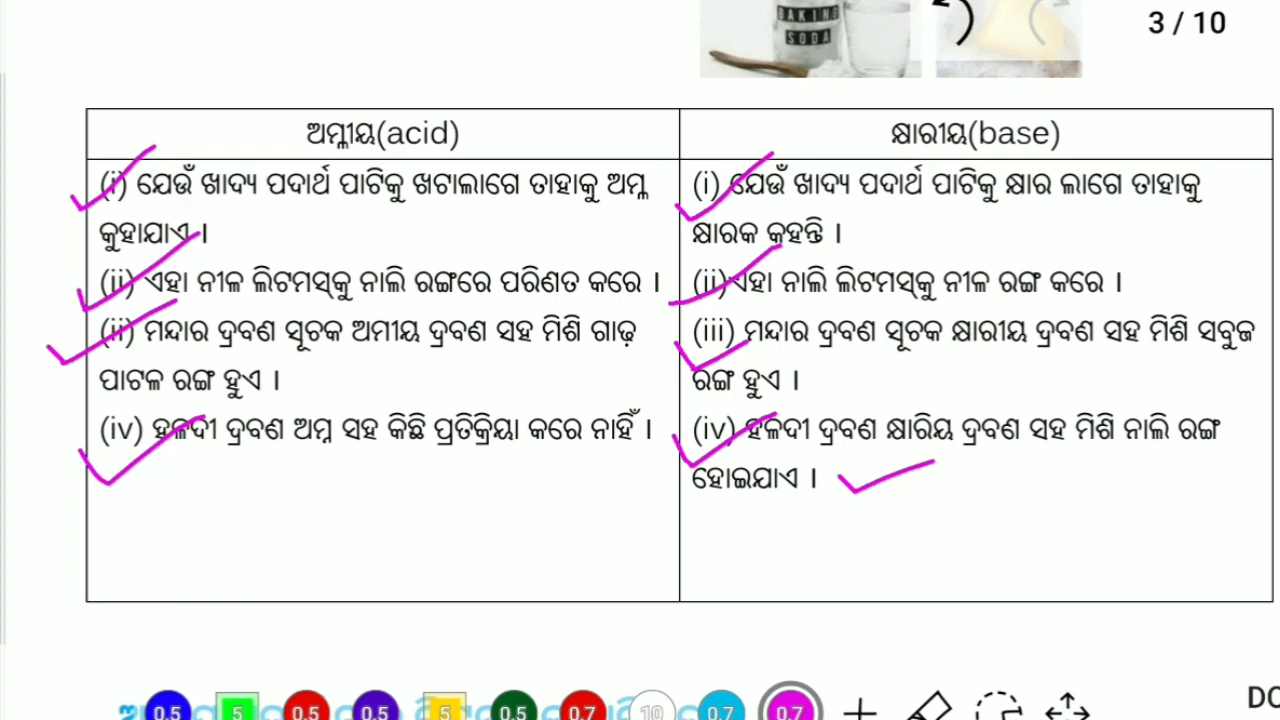 BAKING
SODA
3 / 10
ଅମ୍ଳୀୟ(acid)
(i) ଯେଉଁ ଖାଦ୍ୟ ପଦାର୍ଥ ପାଟିକୁ ଖଟାଲାଗେ ତାହାକୁ ଅମ୍ଳ
କୁହାଯାଏ ।
(ii) ଏହା ନୀଳ ଲିଟମସ୍‌କୁ ନାଲି ରଙ୍ଗରେ ପରିଣତ କରେ ।
(ii) ମନ୍ଦାର ଦ୍ରବଣ ସୂଚକ ଅମୀୟ ଦ୍ରବଣ ସହ ମିଶି ଗାଢ଼
ପାଟଳ ରଙ୍ଗ ହୁଏ ।
(iv) ହଳଦୀ ଦ୍ରବଣ ଅମ୍ନ ସହ କିଛି ପ୍ରତିକ୍ରିୟା କରେ ନାହିଁ ।
କ୍ଷାରୀୟ(base)
(i) ଯେଉଁ ଖାଦ୍ୟ ପଦାର୍ଥ ପାଟିକୁ କ୍ଷାର ଲାଗେ ତାହାକୁ
କ୍ଷାରକ କହନ୍ତି ।
(ii)ଏହା ନାଲି ଲିଟମସ୍‌କୁ ନୀଳ ରଙ୍ଗ କରେ ।
(iii) ମନ୍ଦାର ଦ୍ରବଣ ସୂଚକ କ୍ଷାରୀୟ ଦ୍ରବଣ ସହ ମିଶି ସବୁଜ
ରଙ୍ଗ ହୁଏ ।
(iv) ହଳଦୀ ଦ୍ରବଣ କ୍ଷାରିୟ ଦ୍ରବଣ ସହ ମିଶି ନାଲି ରଙ୍ଗ
ହୋଇଯାଏ ।
0.5 5 0.5 0.5 5 0.5 0.7 10 0.7 0.7